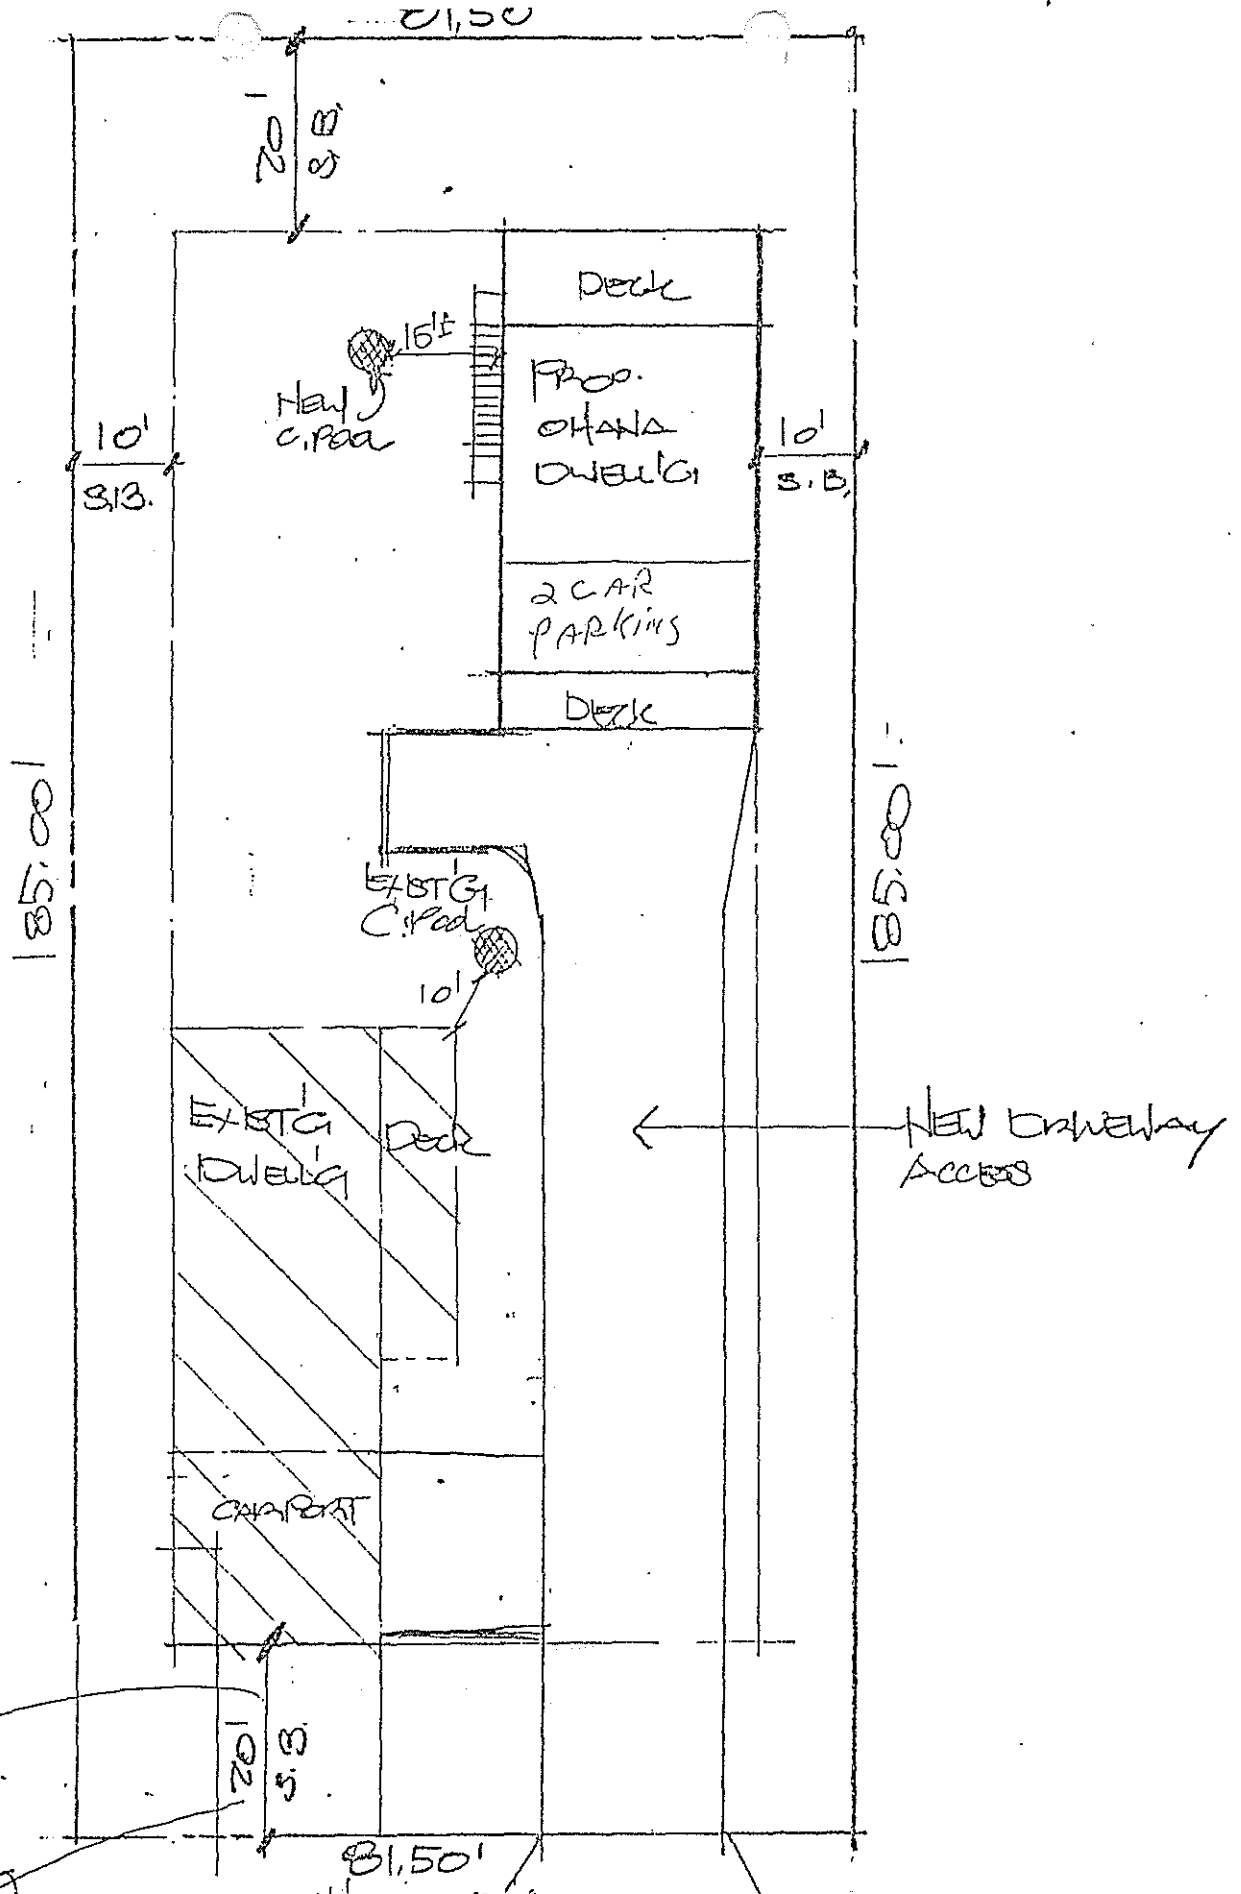 81.50
20'
S.B.
DECK
15'±
NEW
C.POOL
PROP.
OHANA
DWELL'G
10'
S.B.
10'
S.B.
2 CAR
PARKING
DECK
185.00'
185.00'
EXIST'G
C.Pool
10'
EXIST'G
DWELL'G
DECK
NEW DRIVEWAY
ACCESS
CARPORT
20'
S.B.
81.50'